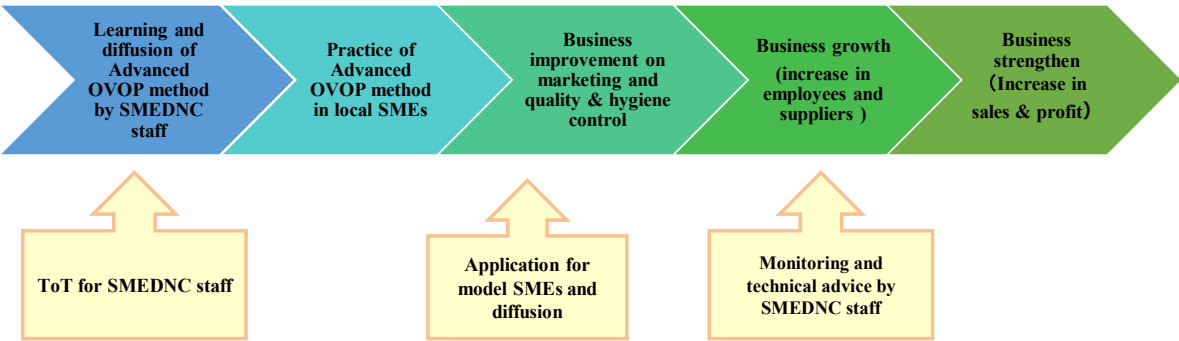 Learning and
diffusion of
Advanced
OVOP method
by SMEDNC
staff
Practice of
Advanced
OVOP method
in local SMEs
Business
improvement on
marketing and
quality & hygiene
control
Business growth
(increase in
employees and
suppliers )
Business
strengthen
（Increase in
sales & profit）
ToT for SMEDNC staff
Application for
model SMEs and
diffusion
Monitoring and
technical advice by
SMEDNC staff